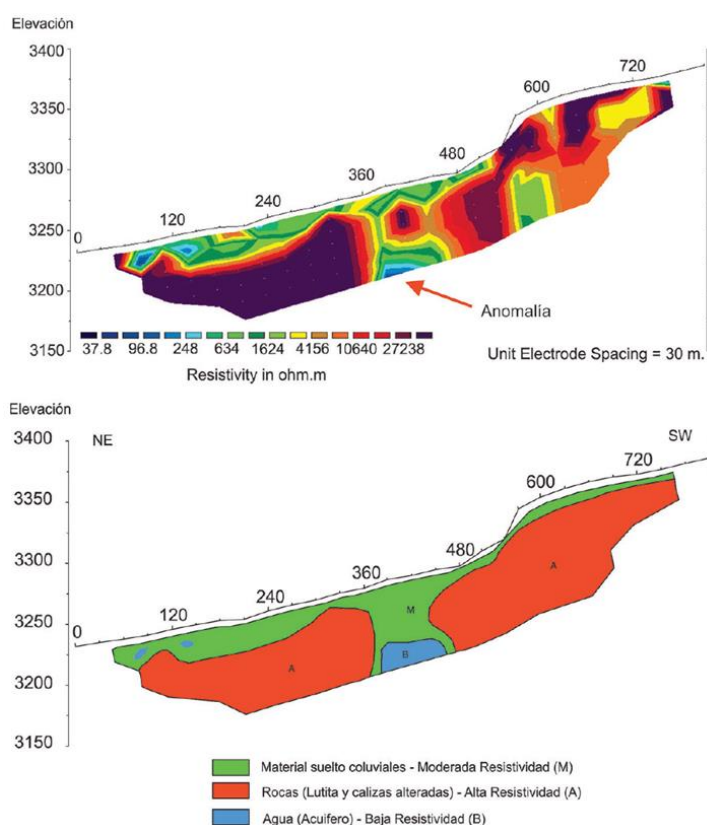 Elevación
3400
3350
3300
3250
3200
3150
0
120
240
360
480
600
720
Anomalía
37.8 96.8 248 634 1624 4156 10640 27238
Resistivity in ohm.m
Unit Electrode Spacing = 30 m.
Elevación
3400
3350
3300
3250
3200
3150
NE
SW
0
120
240
360
480
600
720
A
M
B
A
Material suelto coluviales - Moderada Resistividad (M)
Rocas (Lutita y calizas alteradas) - Alta Resistividad (A)
Agua (Acuifero) - Baja Resistividad (B)